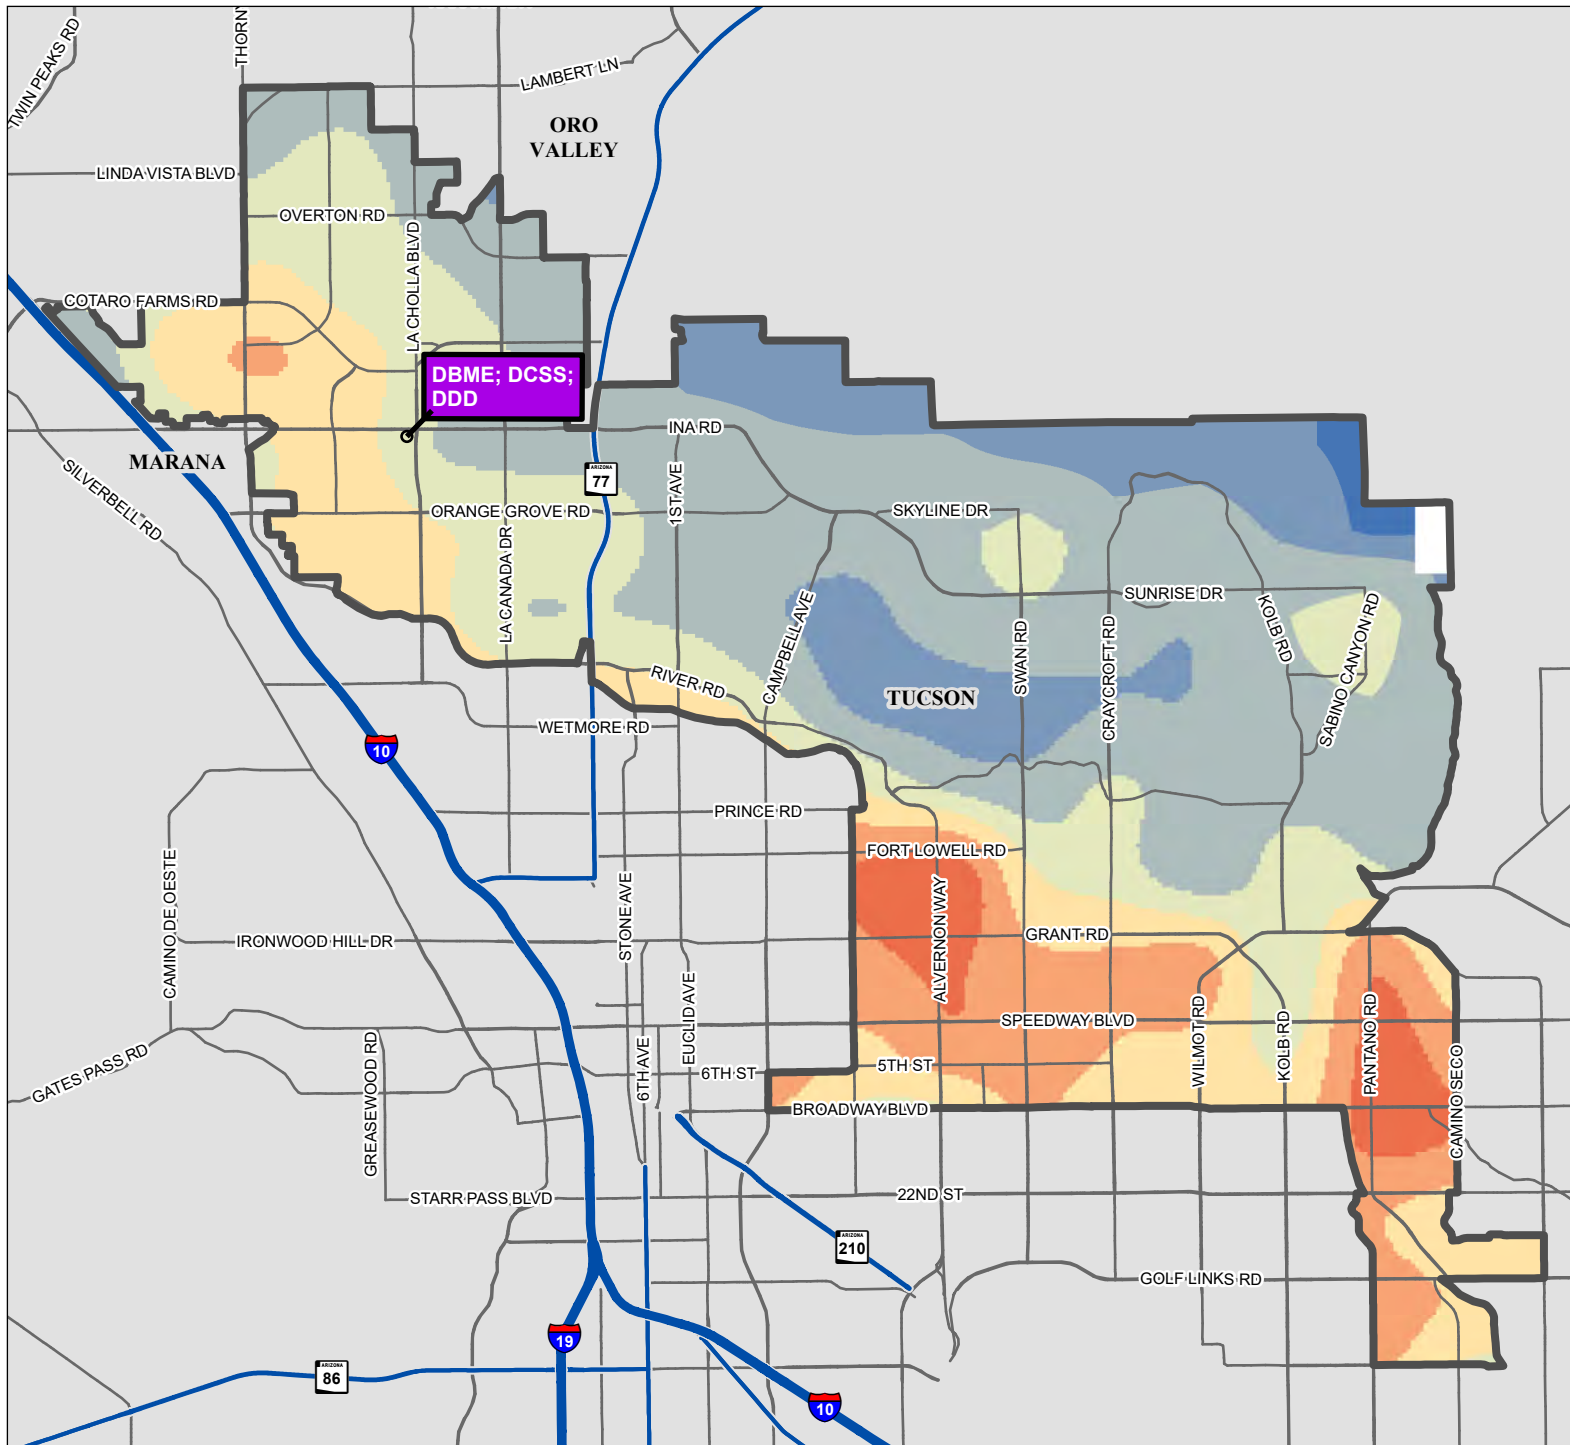 TWIN PEAKS RD
THORNY
LAMBERT LN
ORO
VALLEY
LINDA VISTA BLVD
OVERTON RD
LA CHOLLA BLVD
COTARO FARMS RD
DBME; DCSS;
DDD
INA RD
MARANA
ARIZONA
77
1ST AVE
SILVERBELL RD
ORANGE GROVE RD
SKYLINE DR
LA CANADA DR
SUNRISE DR
CAMPBELL AVE
KOLB RD
SABINO CANYON RD
SWAN RD
CRAYCROFT RD
RIVER RD
TUCSON
WETMORE RD
10
PRINCE RD
FORT LOWELL RD
CAMINO DE OESTE
STONE AVE
ALVERNON WAY
IRONWOOD HILL DR
GRANT RD
EUCLID AVE
SPEEDWAY BLVD
WILMOT RD
KOLB RD
PANTANO RD
CAMINO SECO
GATES PASS RD
GREASEWOOD RD
6TH AVE
6TH ST
5TH ST
BROADWAY BLVD
STARR PASS BLVD
22ND ST
ARIZONA
210
GOLF LINKS RD
19
ARIZONA
86
10